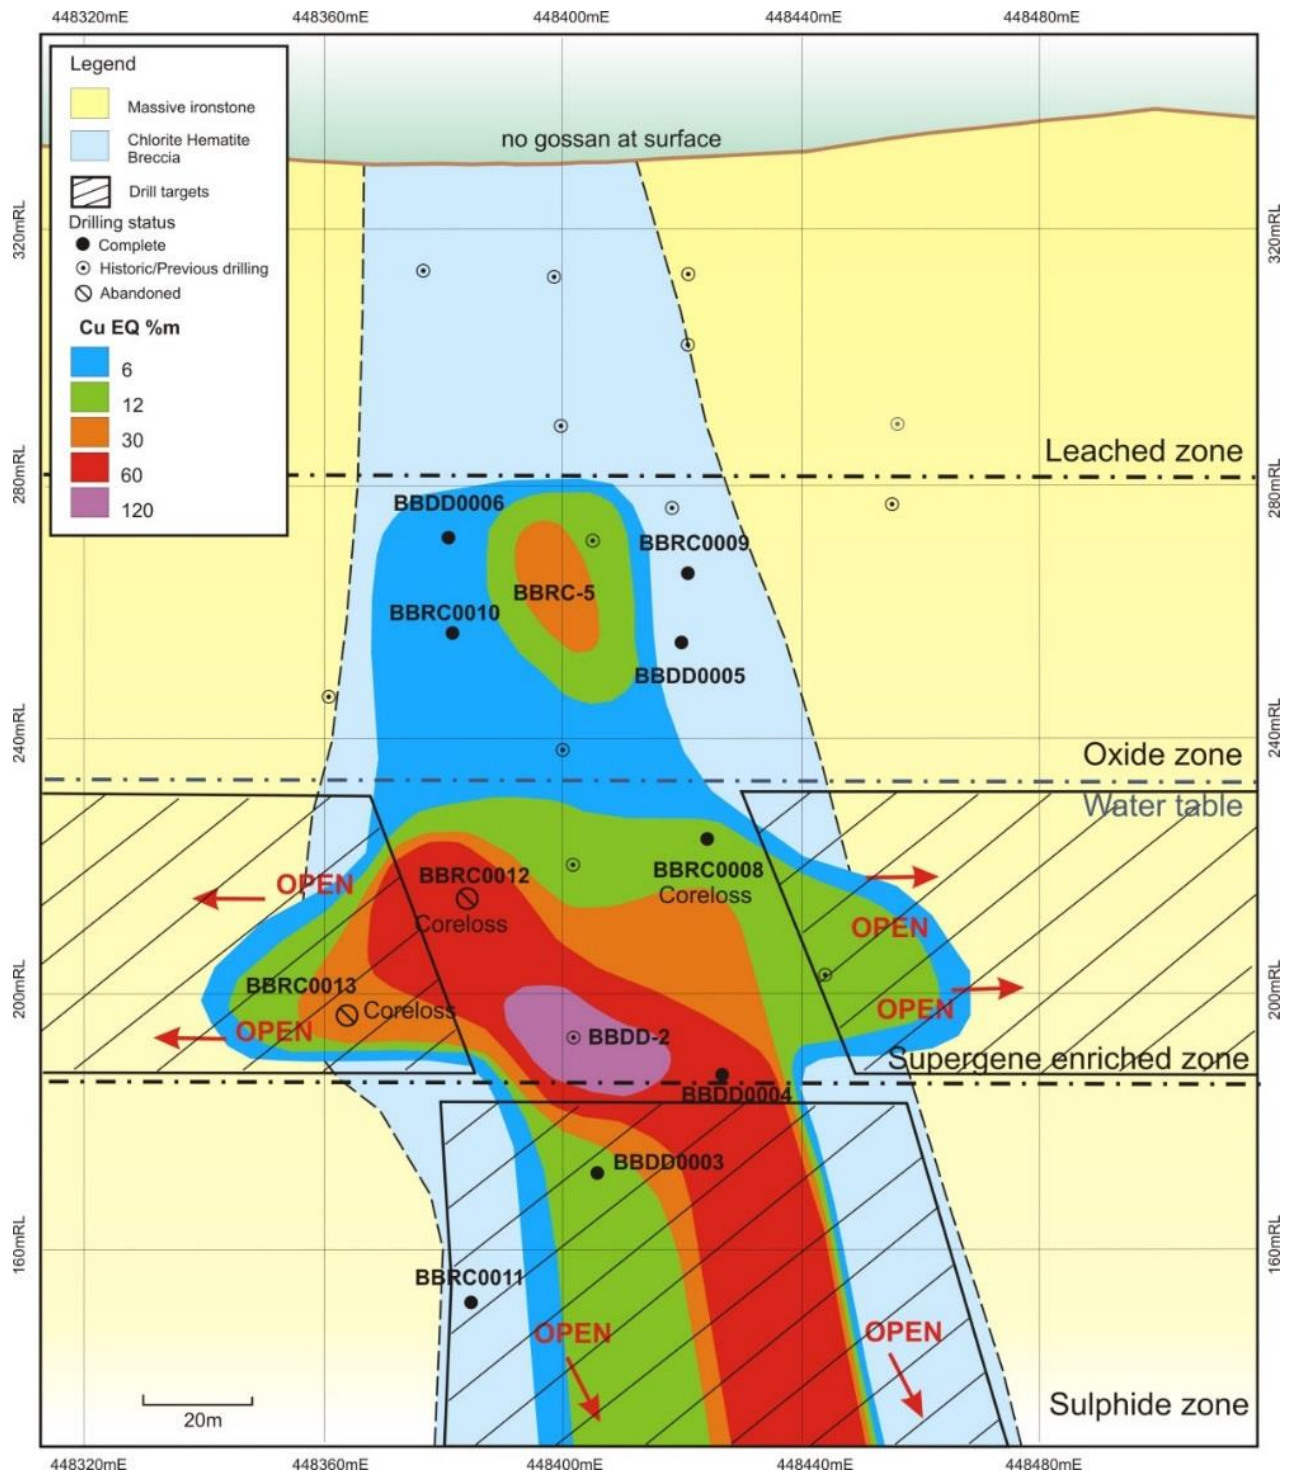 448320mE 448360mE 448400mE 448440mE 448480mE
Legend
Massive ironstone
Chlorite Hematite
Breccia
Drill targets
Drilling status
Complete
Historic/Previous drilling
Abandoned
Cu EQ %m
6
12
30
60
120
no gossan at surface
320mRL 320mRL
Leached zone
280mRL 280mRL
BBDD0006
BBRC0009
BBRC-5
BBRC0010
BBDD0005
240mRL 240mRL
Oxide zone
Water table
BBRC0012
BBRC0008
OPEN
Coreloss
Coreloss
OPEN
BBRC0013
200mRL 200mRL
Coreloss
OPEN
OPEN
BBDD-2
Supergene enriched zone
BBDD0004
BBDD0003
160mRL 160mRL
BBRC0011
OPEN OPEN
Sulphide zone
20m
448320mE 448360mE 448400mE 448440mE 448480mE